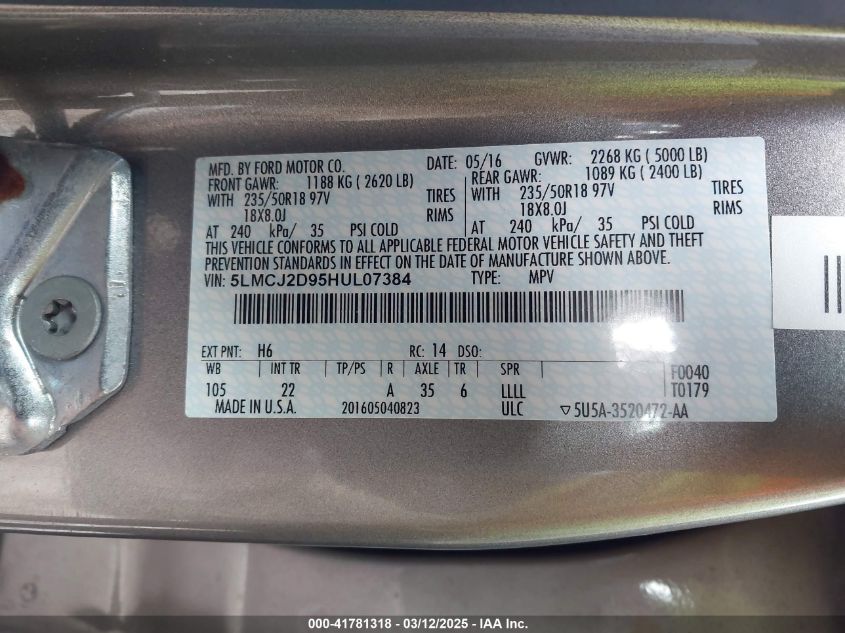 MFD. BY FORD MOTOR CO. DATE: 05/16 GVWR: 2268 KG ( 5000 LB)
FRONT GAWR: 1188 KG ( 2620 LB) REAR GAWR: 1089 KG ( 2400 LB)
WITH 235/50R18 97V TIRES WITH 235/50R18 97V TIRES
18X8.0J RIMS 18X8.0J RIMS
AT 240 kPa/ 35 PSI COLD AT 240 kPa/ 35 PSI COLD
THIS VEHICLE CONFORMS TO ALL APPLICABLE FEDERAL MOTOR VEHICLE SAFETY AND THEFT
PREVENTION STANDARDS IN EFFECT ON THE DATE OF MANUFACTURE SHOWN ABOVE.
VIN: 5LMCJ2D95HUL07384 TYPE: MPV
EXT PNT: H6 RC: 14 DSO:
WB INT TR TP/PS R AXLE TR SPR F0040
105 22 A 35 6 LLLL T0179
MADE IN U.S.A. 201605040823 ULC ▽5U5A-3520472-AA
000-41781318 - 03/12/2025 - IAA Inc.